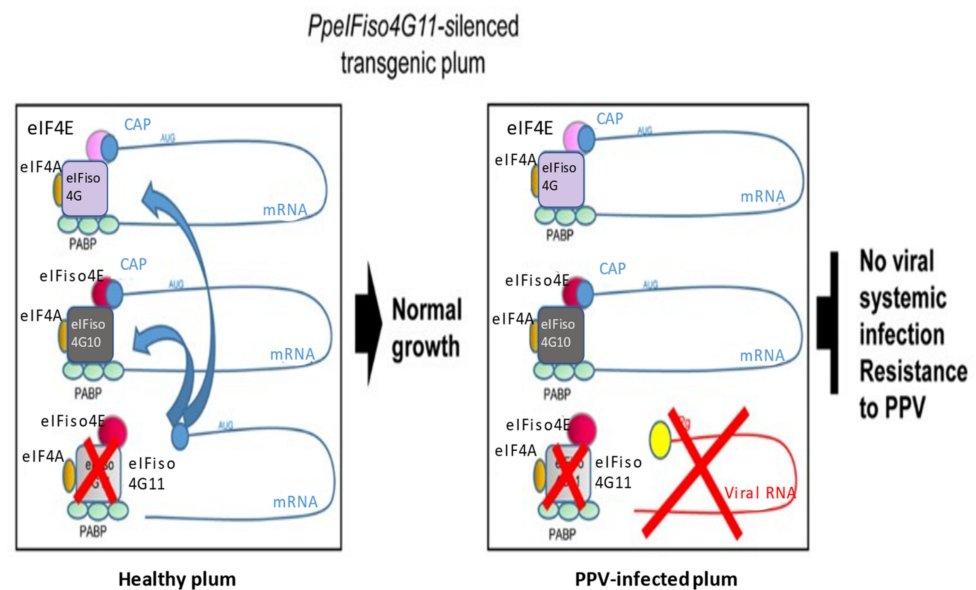 PpeIFiso4G11-silenced
transgenic plum
eIF4E
CAP
AUG
eIF4A
eIFiso
4G
mRNA
PABP
eIFiso4E
CAP
AUG
eIF4A
eIFiso
4G10
mRNA
PABP
eIFiso4E
AUG
eIF4A
eIFiso
4G11
mRNA
PABP
Healthy plum
Normal
growth
eIF4E
CAP
AUG
eIF4A
eIFiso
4G
mRNA
PABP
eIFiso4E
CAP
AUG
eIF4A
eIFiso
4G10
mRNA
PABP
eIFiso4E
eIF4A
eIFiso
4G11
Viral RNA
PABP
PPV-infected plum
No viral
systemic
infection
Resistance
to PPV